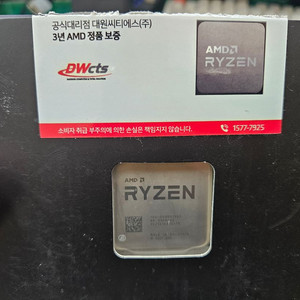 공식대리점 대원씨티에스(주)
3년 AMD 정품 보증
AMD
RYZEN
DWcts
소비자 취급 부주의에 의한 손실은 책임지지 않습니다.
1577-7925
AMD
RYZEN